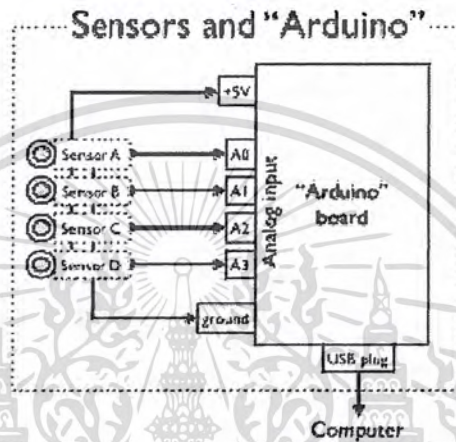 Sensors and “Arduino”
+5V
Sensor A
A0
Sensor B
A1
Sensor C
A2
Sensor D
A3
Analog input
“Arduino”
board
ground
USB plug
Computer